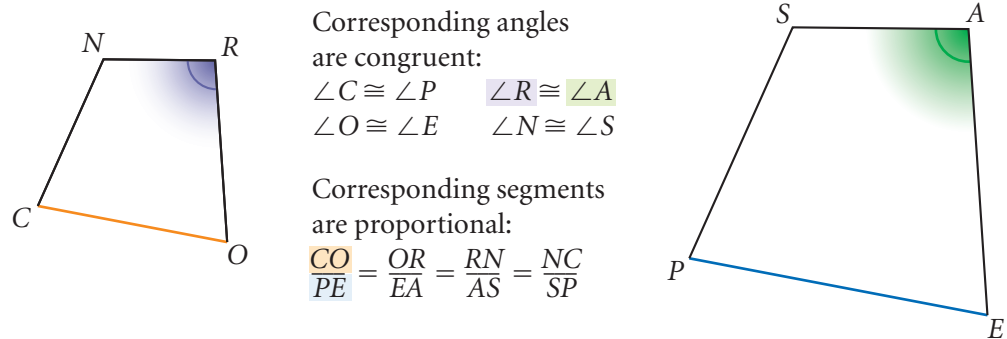 N
R
C
O
Corresponding angles
are congruent:
∠C ≅ ∠P ∠R ≅ ∠A
∠O ≅ ∠E ∠N ≅ ∠S
Corresponding segments
are proportional:
CO/PE = OR/EA = RN/AS = NC/SP
S
A
P
E